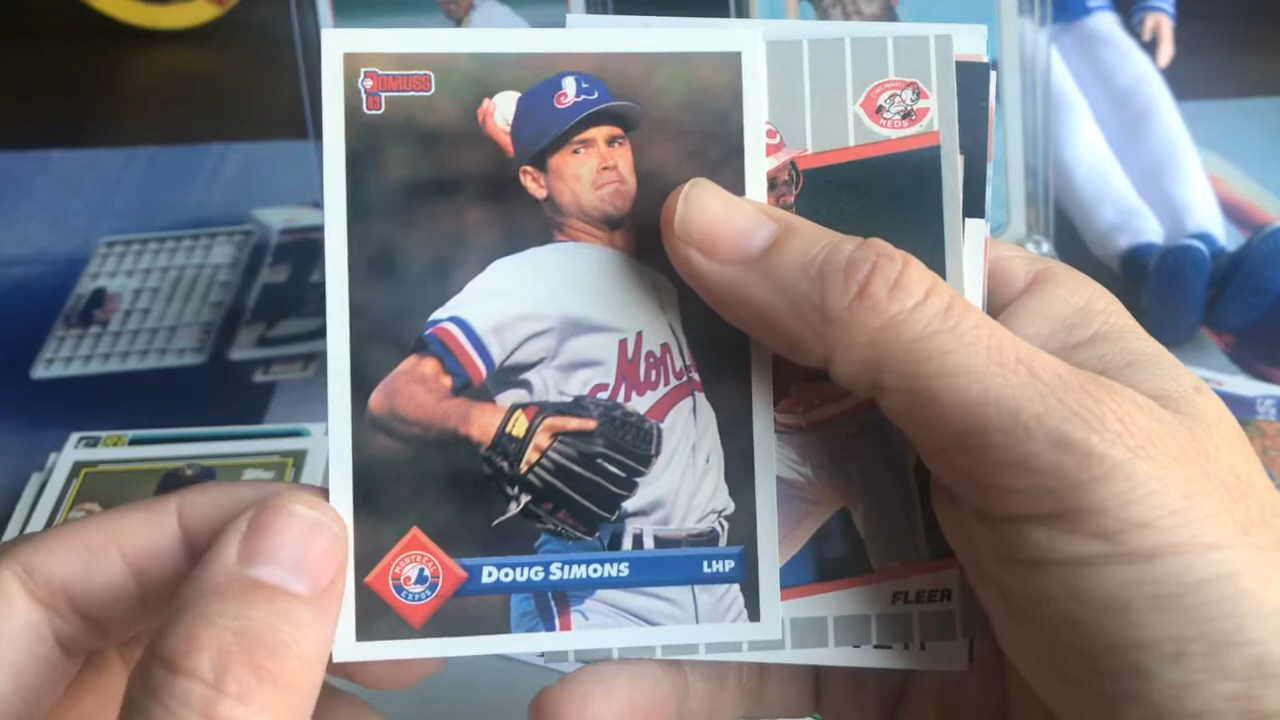 DONRUSS
93
CINCINNATI
REDS
Mon
MONTREAL
EXPOS
DOUG SIMONS
LHP
FLEER